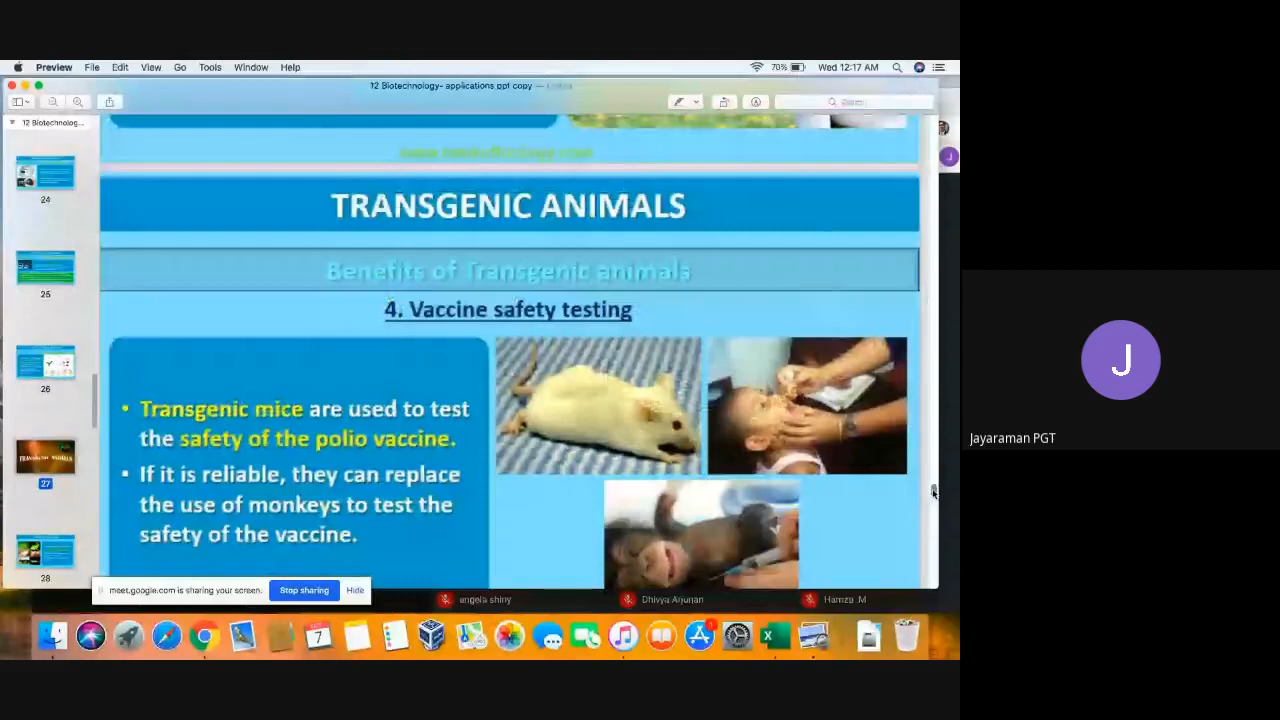 Preview File Edit View Go Tools Window Help
70% Wed 12:17 AM
12 Biotechnology- applications ppt copy —
12 Biotechnolog...
24
25
26
27
28
TRANSGENIC ANIMALS
Benefits of Transgenic animals
4. Vaccine safety testing
• Transgenic mice are used to test
the safety of the polio vaccine.
• If it is reliable, they can replace
the use of monkeys to test the
safety of the vaccine.
meet.google.com is sharing your screen. Stop sharing Hide
angela shiny
Dhivya Arjunan
Hamza .M
OCT
7
1
J
J
Jayaraman PGT